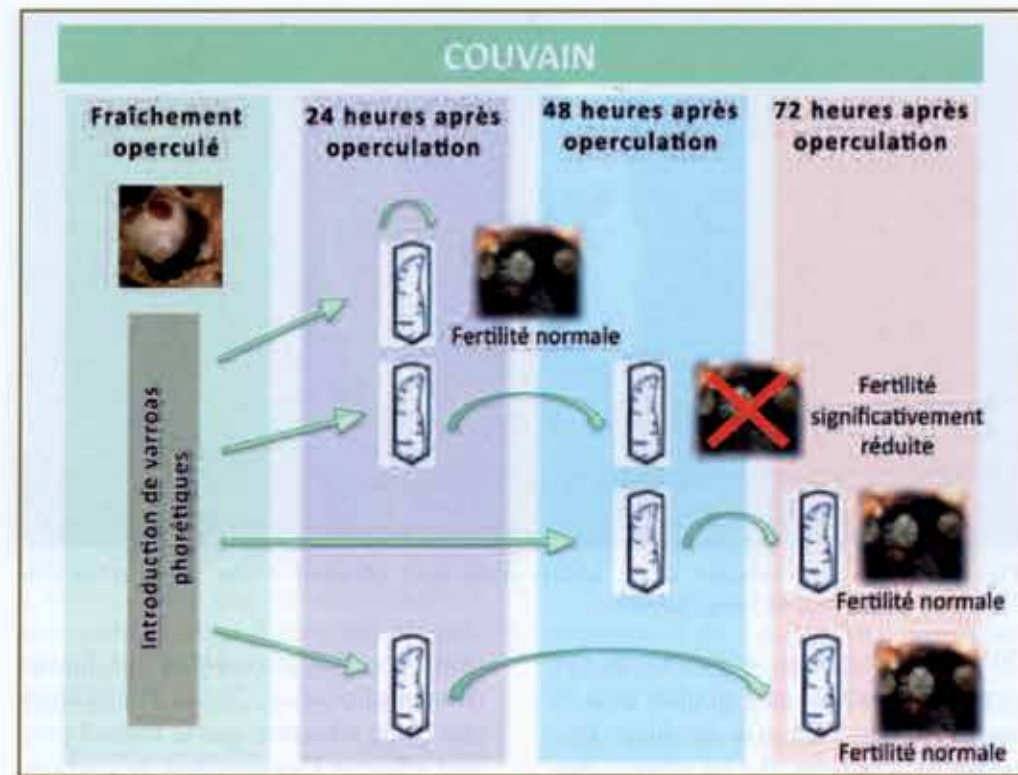 COUVAIN
Fraîchement
operculé
24 heures après
operculation
48 heures après
operculation
72 heures après
operculation
Introduction de varroas
phorétiques
Fertilité normale
Fertilité
significativement
réduite
Fertilité normale
Fertilité normale